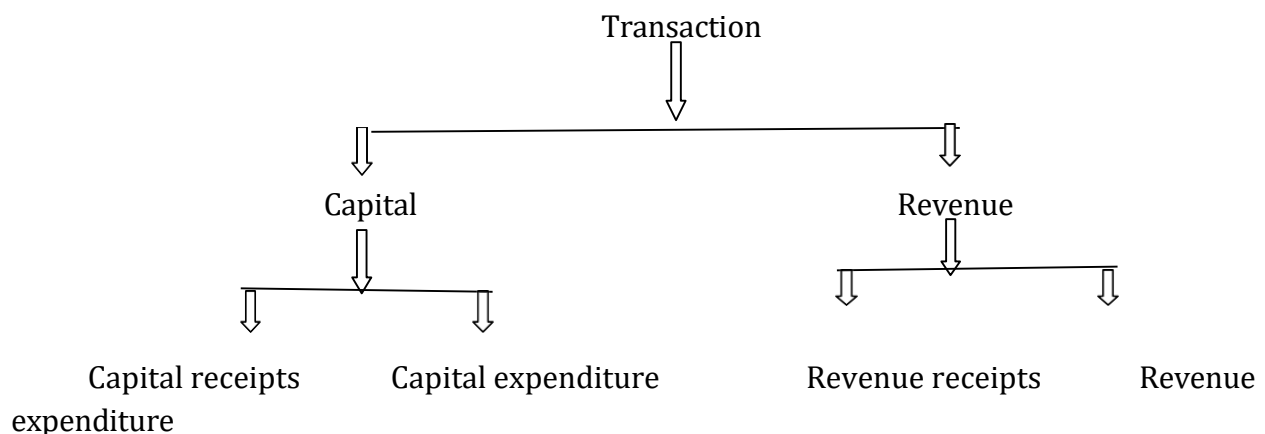 Transaction
Capital Revenue
Capital receipts Capital expenditure Revenue receipts Revenue
expenditure